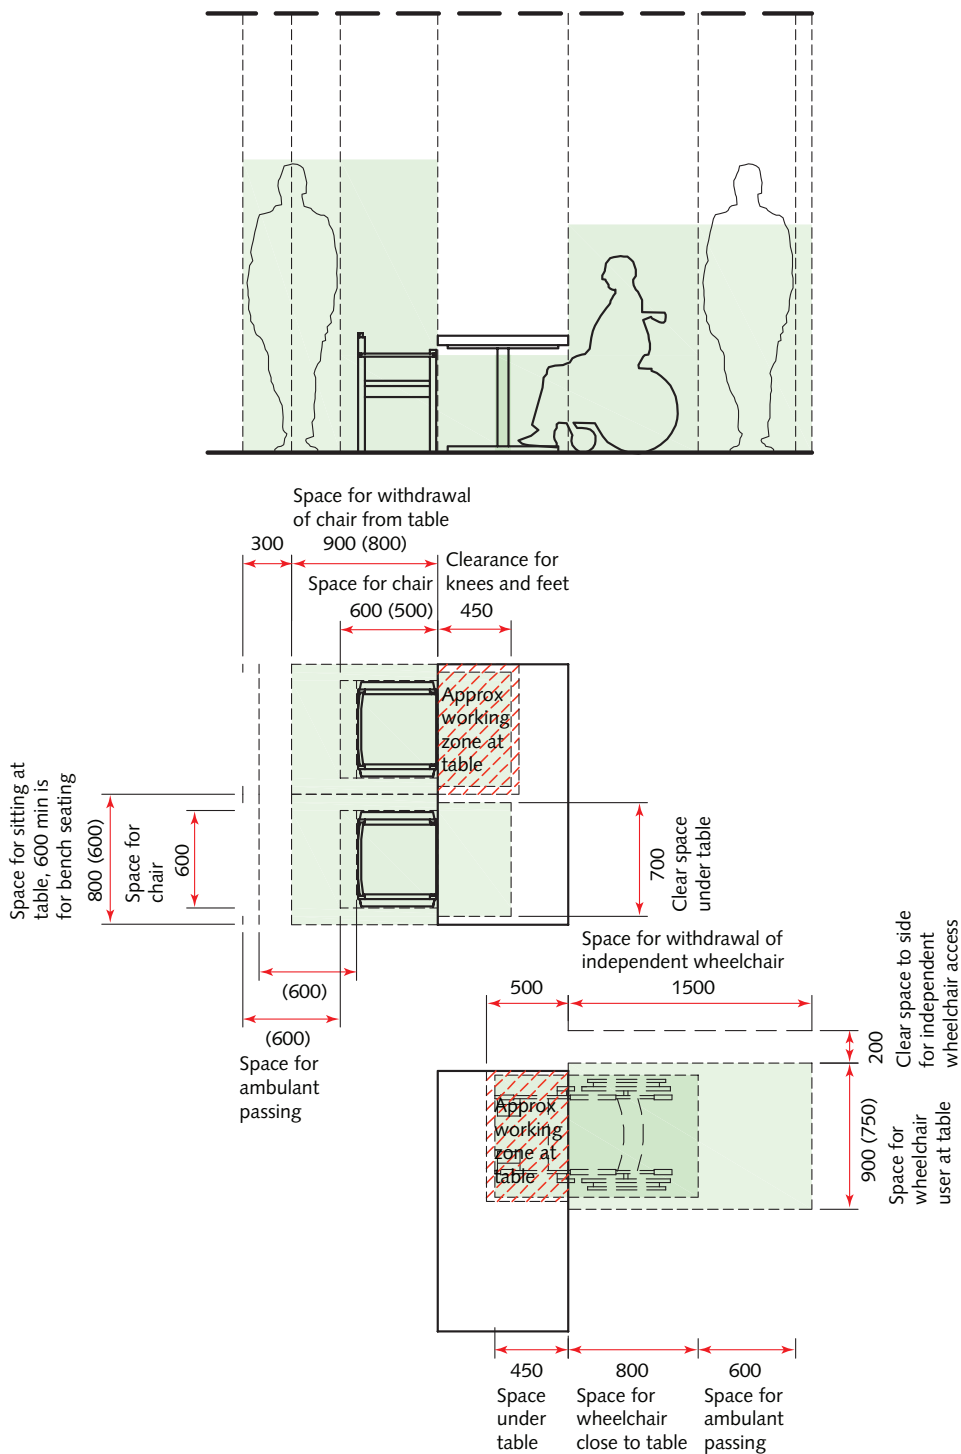 Space for withdrawal
of chair from table
300
900 (800)
Clearance for
knees and feet
Space for chair
600 (500)
450
Approx
working
zone at
table
Space for sitting at
table, 600 min is
for bench seating
800 (600)
Space for
chair
600
700
Clear space
under table
(600)
(600)
Space for
ambulant
passing
Space for withdrawal of
independent wheelchair
500
1500
200
Clear space to side
for independent
wheelchair access
Approx
working
zone at
table
900 (750)
Space for
wheelchair
user at table
450
Space
under
table
800
Space for
wheelchair
close to table
600
Space for
ambulant
passing